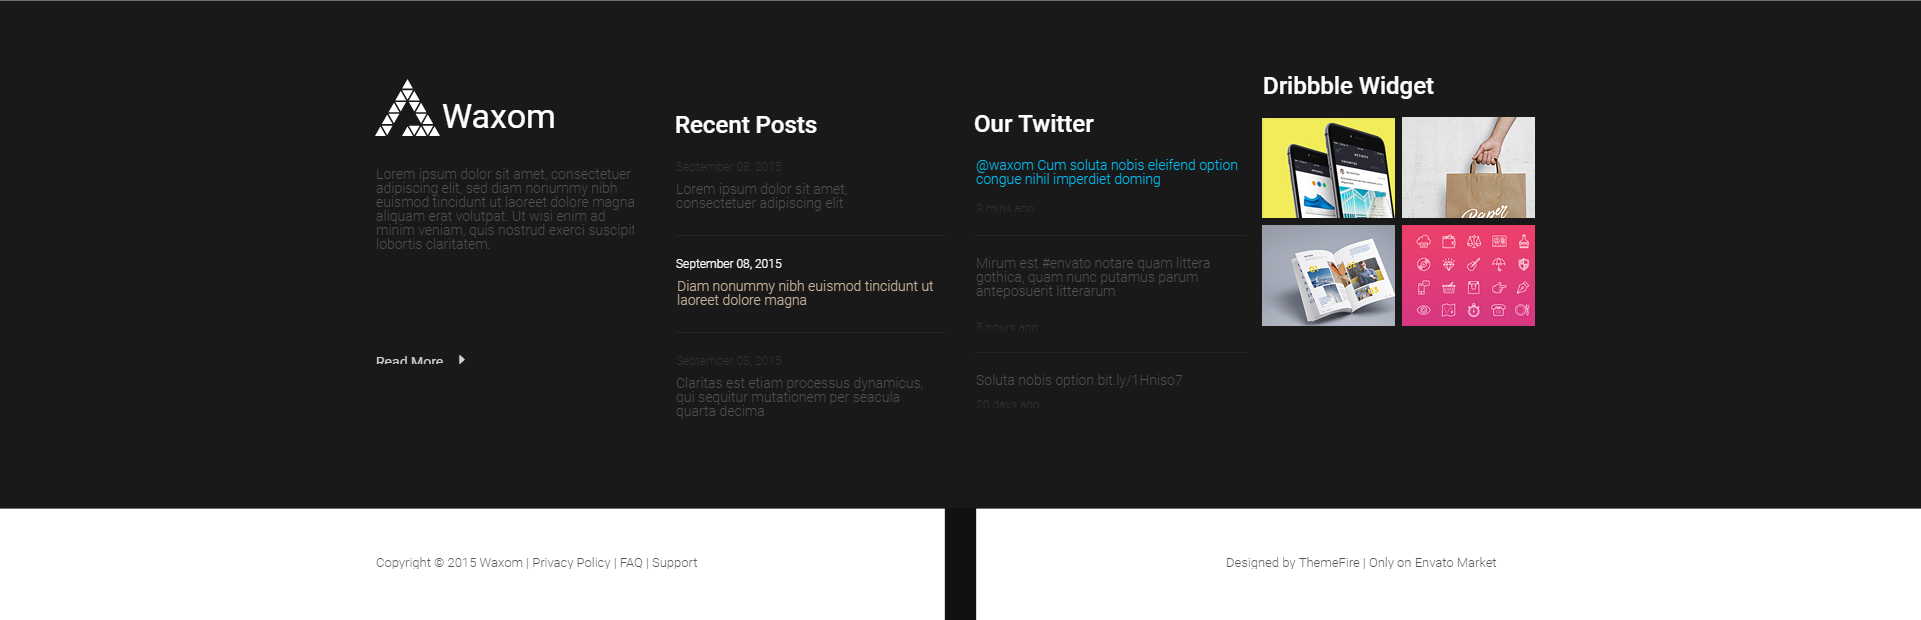 Waxom
Lorem ipsum dolor sit amet, consectetuer
adipiscing elit, sed diam nonummy nibh
euismod tincidunt ut laoreet dolore magna
aliquam erat volutpat. Ut wisi enim ad
minim veniam, quis nostrud exerci suscipit
lobortis claritatem.
Read More
Recent Posts
September 08, 2015
Lorem ipsum dolor sit amet,
consectetuer adipiscing elit
September 08, 2015
Diam nonummy nibh euismod tincidunt ut
laoreet dolore magna
September 08, 2015
Claritas est etiam processus dynamicus,
qui sequitur mutationem per seacula
quarta decima
Our Twitter
@waxom Cum soluta nobis eleifend option
congue nihil imperdiet doming
3 mins ago
Mirum est #envato notare quam littera
gothica, quam nunc putamus parum
anteposuerit litterarum
5 hours ago
Soluta nobis option bit.ly/1Hniso7
20 days ago
Dribbble Widget
Paper
Copyright © 2015 Waxom | Privacy Policy | FAQ | Support
Designed by ThemeFire | Only on Envato Market